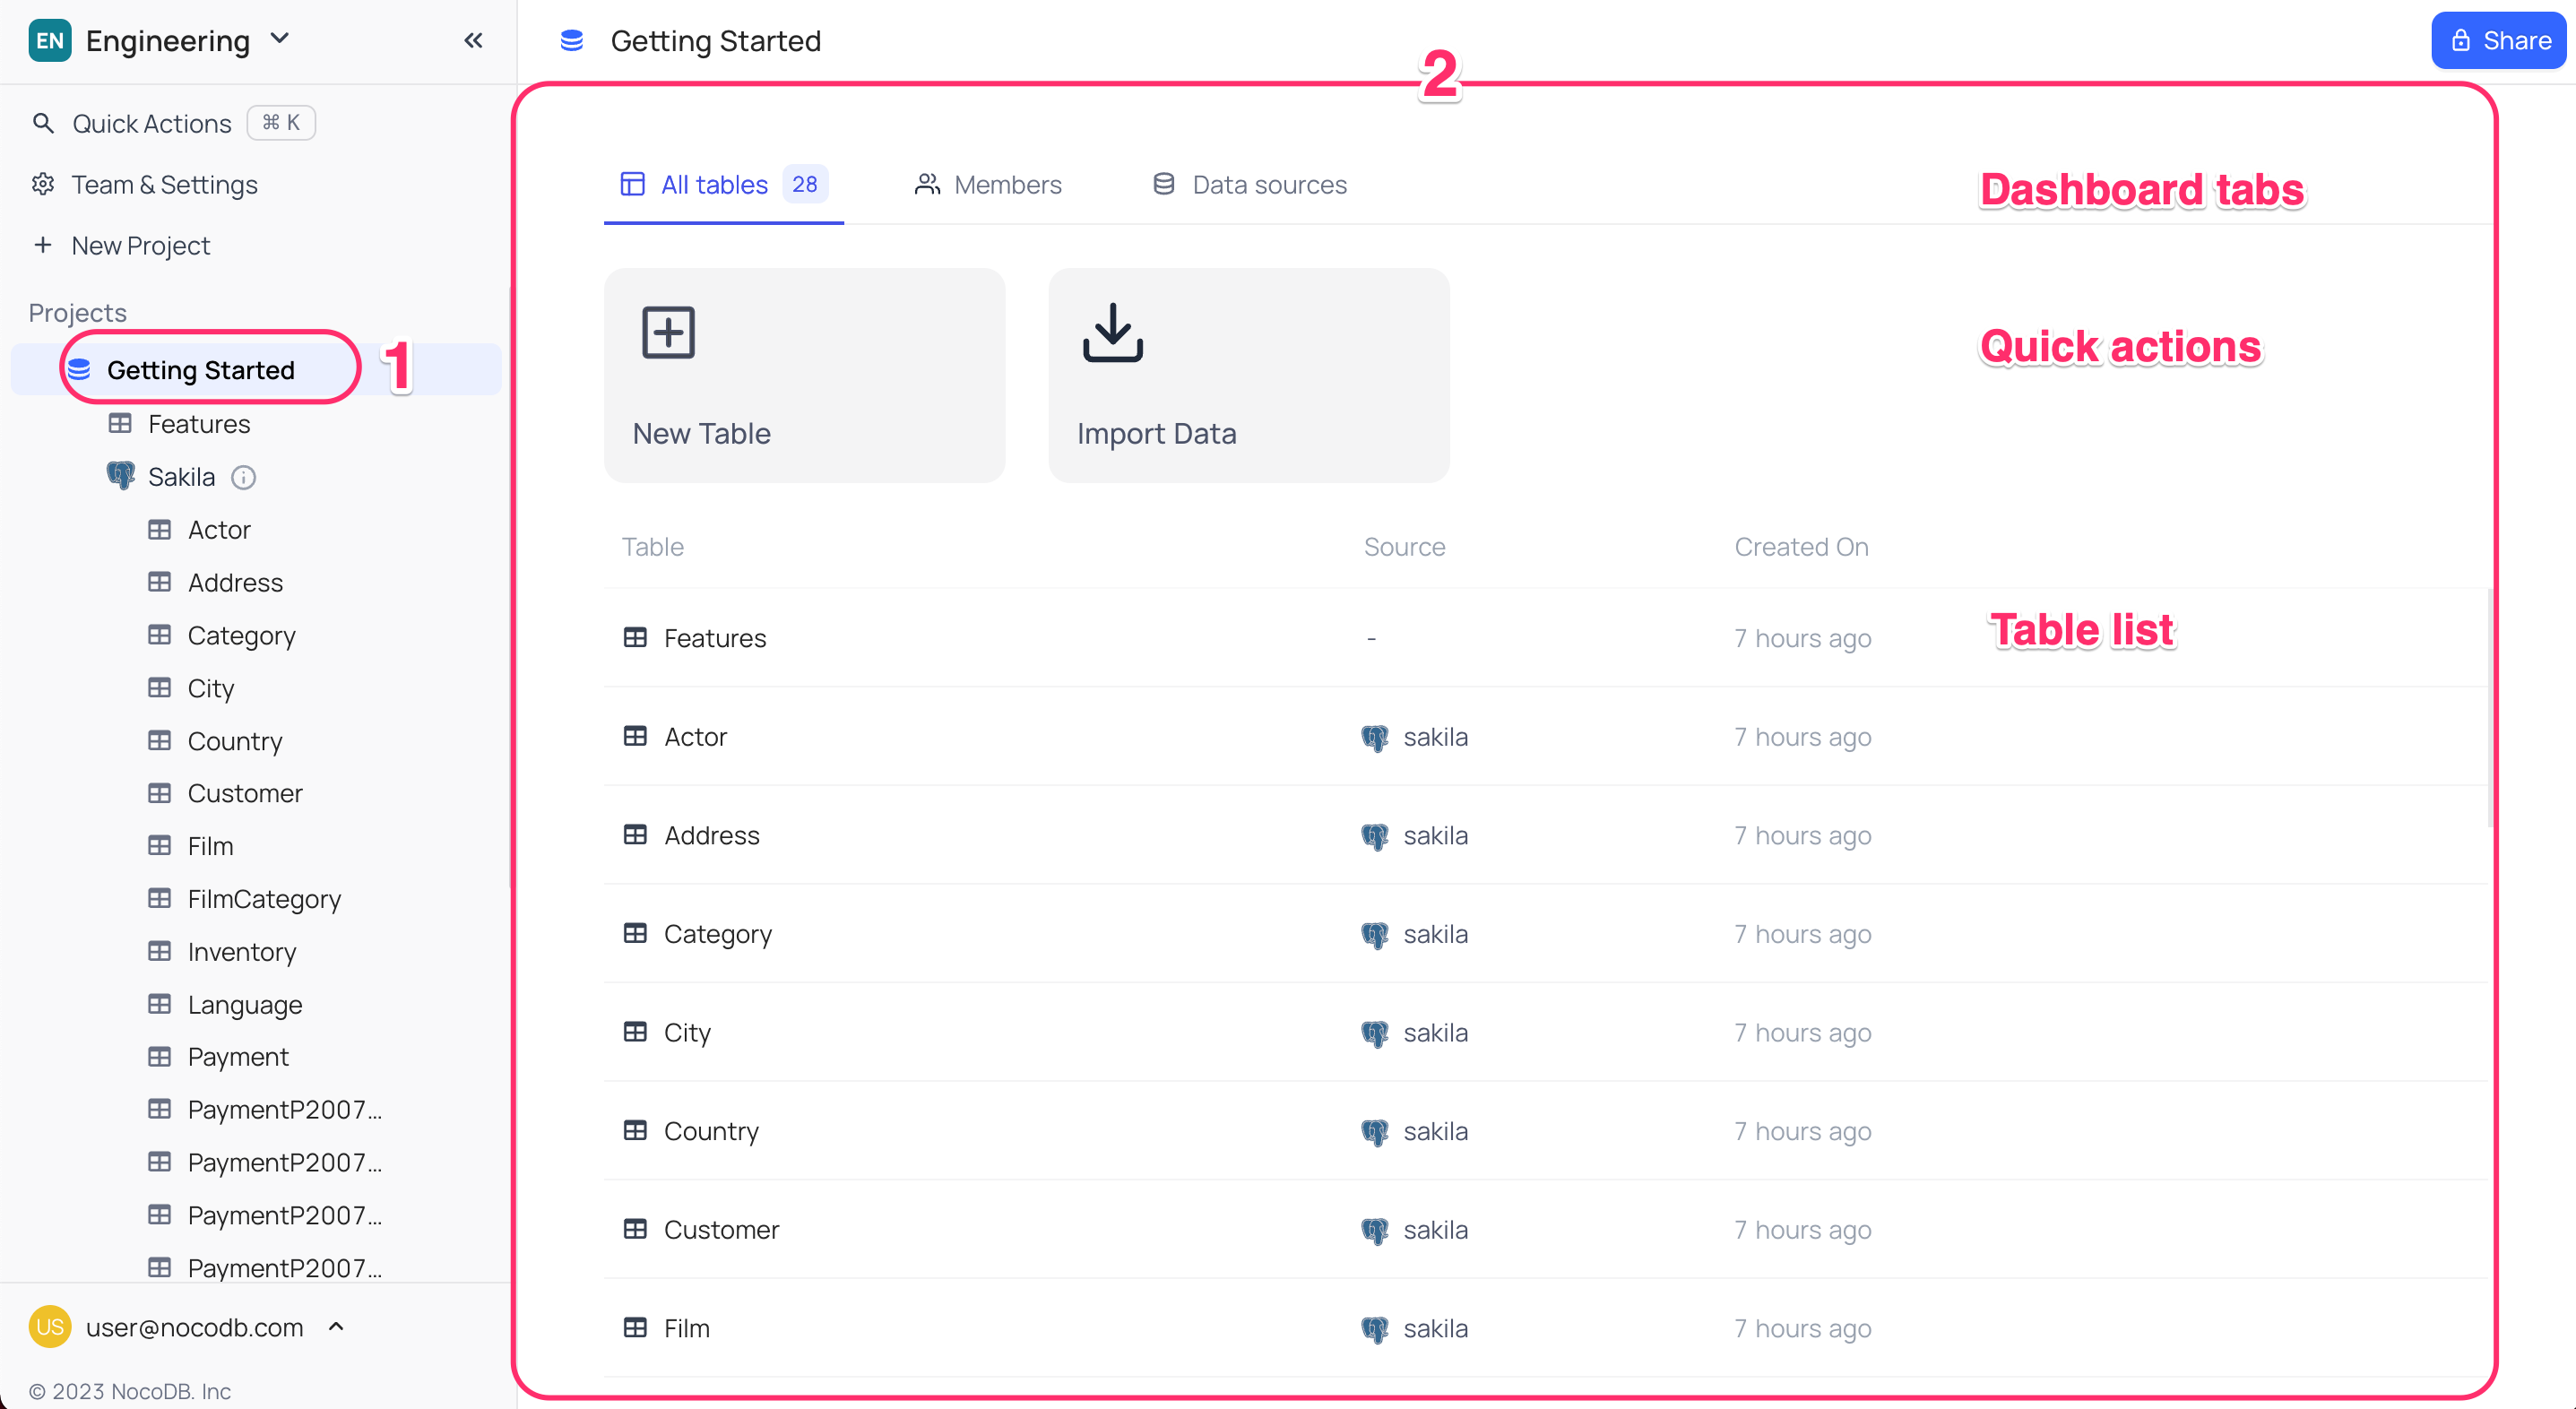 EN Engineering
Quick Actions ⌘ K
Team & Settings
+ New Project
Projects
Getting Started 1
Features
Sakila
Actor
Address
Category
City
Country
Customer
Film
FilmCategory
Inventory
Language
Payment
PaymentP2007...
PaymentP2007...
PaymentP2007...
PaymentP2007...
US user@nocodb.com
© 2023 NocoDB. Inc
Getting Started
Share
2
All tables 28 Members Data sources Dashboard tabs
Quick actions
New Table Import Data
Table Source Created On
Features - 7 hours ago Table list
Actor sakila 7 hours ago
Address sakila 7 hours ago
Category sakila 7 hours ago
City sakila 7 hours ago
Country sakila 7 hours ago
Customer sakila 7 hours ago
Film sakila 7 hours ago